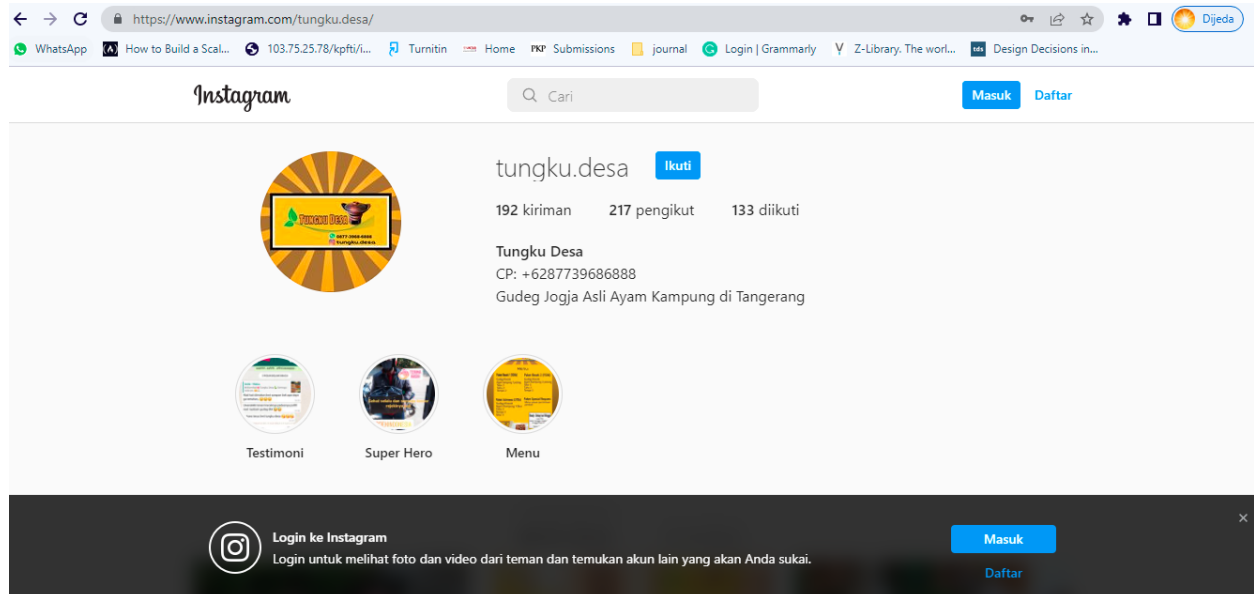 https://www.instagram.com/tungku.desa/
Dijeda
WhatsApp
How to Build a Scal...
103.75.25.78/kpfti/i...
Turnitin
Home
PKP Submissions
journal
Login | Grammarly
Z-Library. The worl...
tds Design Decisions in...
Instagram
Cari
Masuk
Daftar
TUNGKU DESA
tungku.desa
tungku.desa
Ikuti
192 kiriman 217 pengikut 133 diikuti
Tungku Desa
CP: +6287739686888
Gudeg Jogja Asli Ayam Kampung di Tangerang
Testimoni
Super Hero
Menu
Login ke Instagram
Login untuk melihat foto dan video dari teman dan temukan akun lain yang akan Anda sukai.
Masuk
Daftar